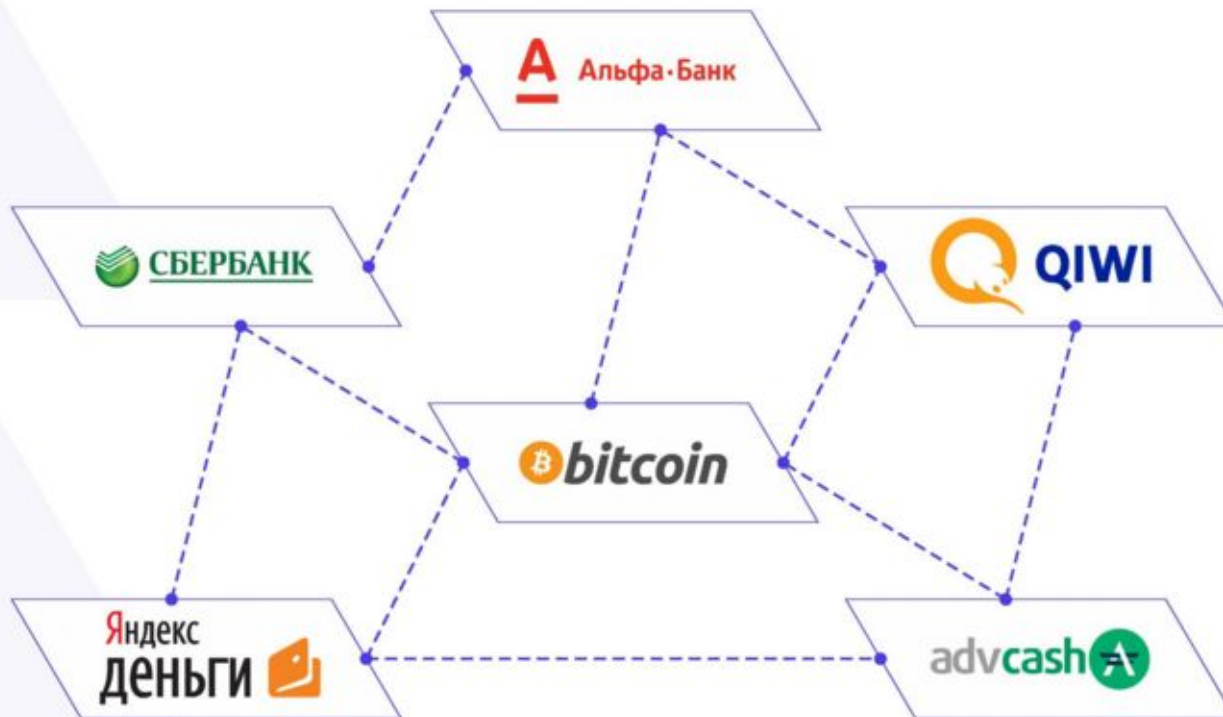 А Альфа·Банк
СБЕРБАНК
QIWI
bitcoin
Яндекс
деньги
advcash